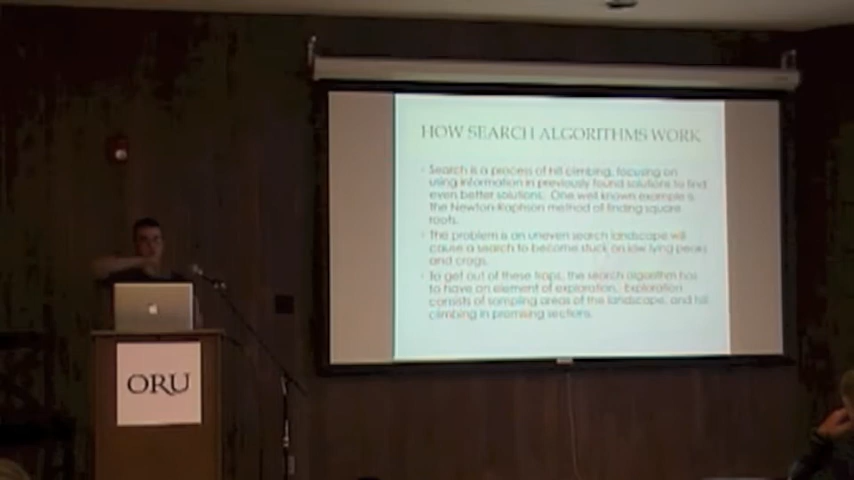 HOW SEARCH ALGORITHMS WORK
Search is a process of hill climbing, focusing on
using information in previously found solutions to find
even better solutions. One well known example is
the Newton-Raphson method of finding square
roots.
The problem is an uneven search landscape will
cause a search to become stuck on low lying peaks
and crags.
To get out of these traps, the search algorithm has
to have an element of exploration. Exploration
consists of sampling areas of the landscape, and hill
climbing in promising sections.
ORU